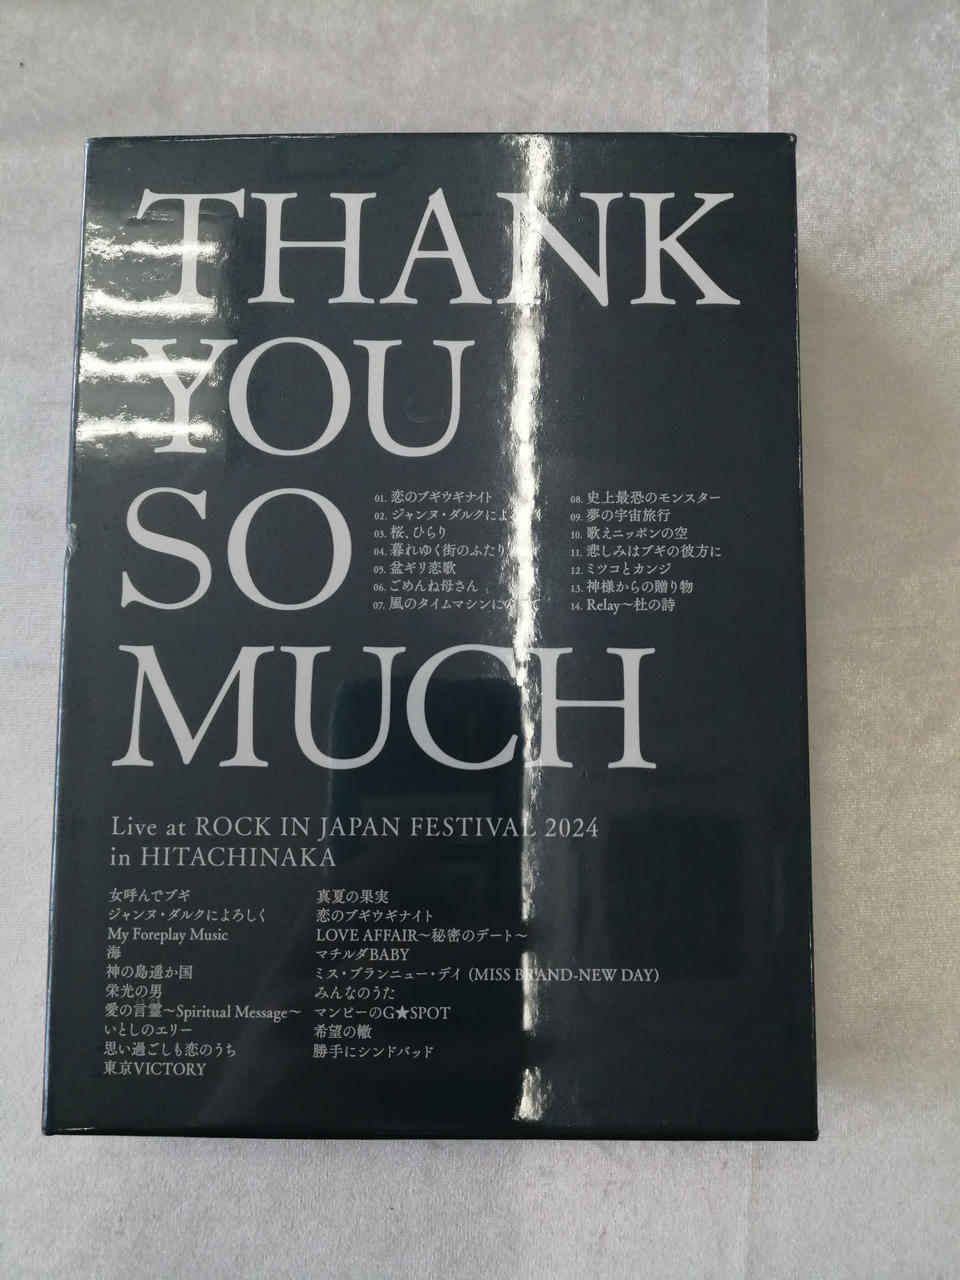 THANK
YOU
SO
MUCH
01. 恋のブギウギナイト
02. ジャンヌ・ダルクによ
03. 桜、ひらり
04. 暮れゆく街のふたり
05. 盆ギリ恋歌
06. ごめんね母さん
07. 風のタイムマシンに
08. 史上最恐のモンスター
09. 夢の宇宙旅行
10. 歌えニッポンの空
11. 悲しみはブギの彼方に
12. ミツコとカンジ
13. 神様からの贈り物
14. Relay〜杜の詩
Live at ROCK IN JAPAN FESTIVAL 2024
in HITACHINAKA
女呼んでブギ
ジャンヌ・ダルクによろしく
My Foreplay Music
海
神の島遥か国
栄光の男
愛の言霊〜Spiritual Message〜
いとしのエリー
思い過ごしも恋のうち
東京VICTORY
真夏の果実
恋のブギウギナイト
LOVE AFFAIR〜秘密のデート〜
マチルダBABY
ミス・ブランニュー・デイ (MISS BRAND-NEW DAY)
みんなのうた
マンピーのG★SPOT
希望の轍
勝手にシンドバッド